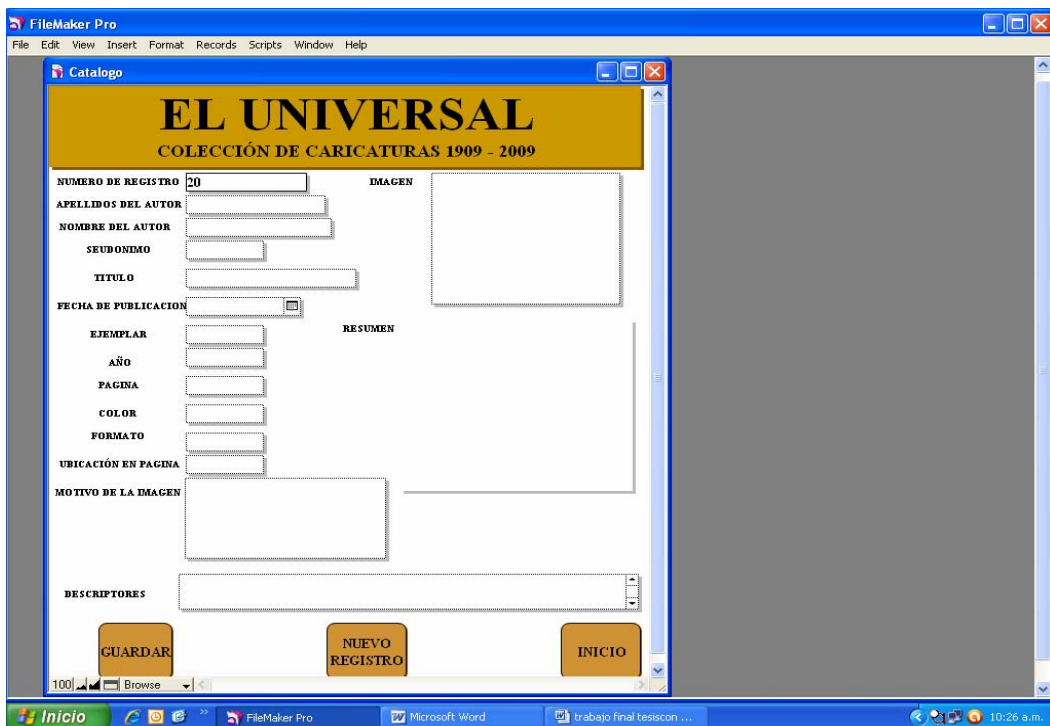 FileMaker Pro
File Edit View Insert Format Records Scripts Window Help
Catalogo
EL UNIVERSAL
COLECCIÓN DE CARICATURAS 1909 - 2009
NUMERO DE REGISTRO 20 IMAGEN
APELLIDOS DEL AUTOR
NOMBRE DEL AUTOR
SEUDONIMO
TITULO
FECHA DE PUBLICACION
EJEMPLAR RESUMEN
AÑO
PAGINA
COLOR
FORMATO
UBICACIÓN EN PAGINA
MOTIVO DE LA IMAGEN
DESCRIPTORES
GUARDAR NUEVO REGISTRO INICIO
100 Browse
Inicio FileMaker Pro Microsoft Word trabajo final tesiscon ... 10:26 a.m.